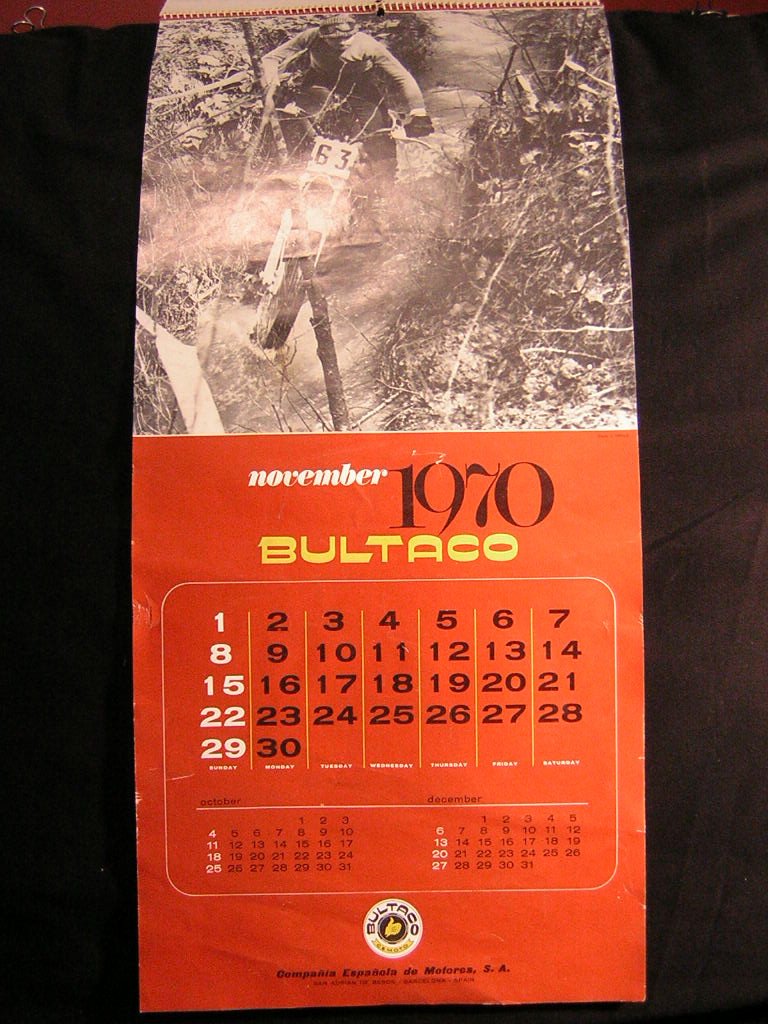 63
november 1970
BULTACO
1 2 3 4 5 6 7
8 9 10 11 12 13 14
15 16 17 18 19 20 21
22 23 24 25 26 27 28
29 30
SUNDAY MONDAY TUESDAY WEDNESDAY THURSDAY FRIDAY SATURDAY
october december
1 2 3 1 2 3 4 5
4 5 6 7 8 9 10 6 7 8 9 10 11 12
11 12 13 14 15 16 17 13 14 15 16 17 18 19
18 19 20 21 22 23 24 20 21 22 23 24 25 26
25 26 27 28 29 30 31 27 28 29 30 31
BULTACO
CEMOTO
Compañía Española de Motores, S. A.
SAN ADRIAN DE BESOS - BARCELONA - SPAIN